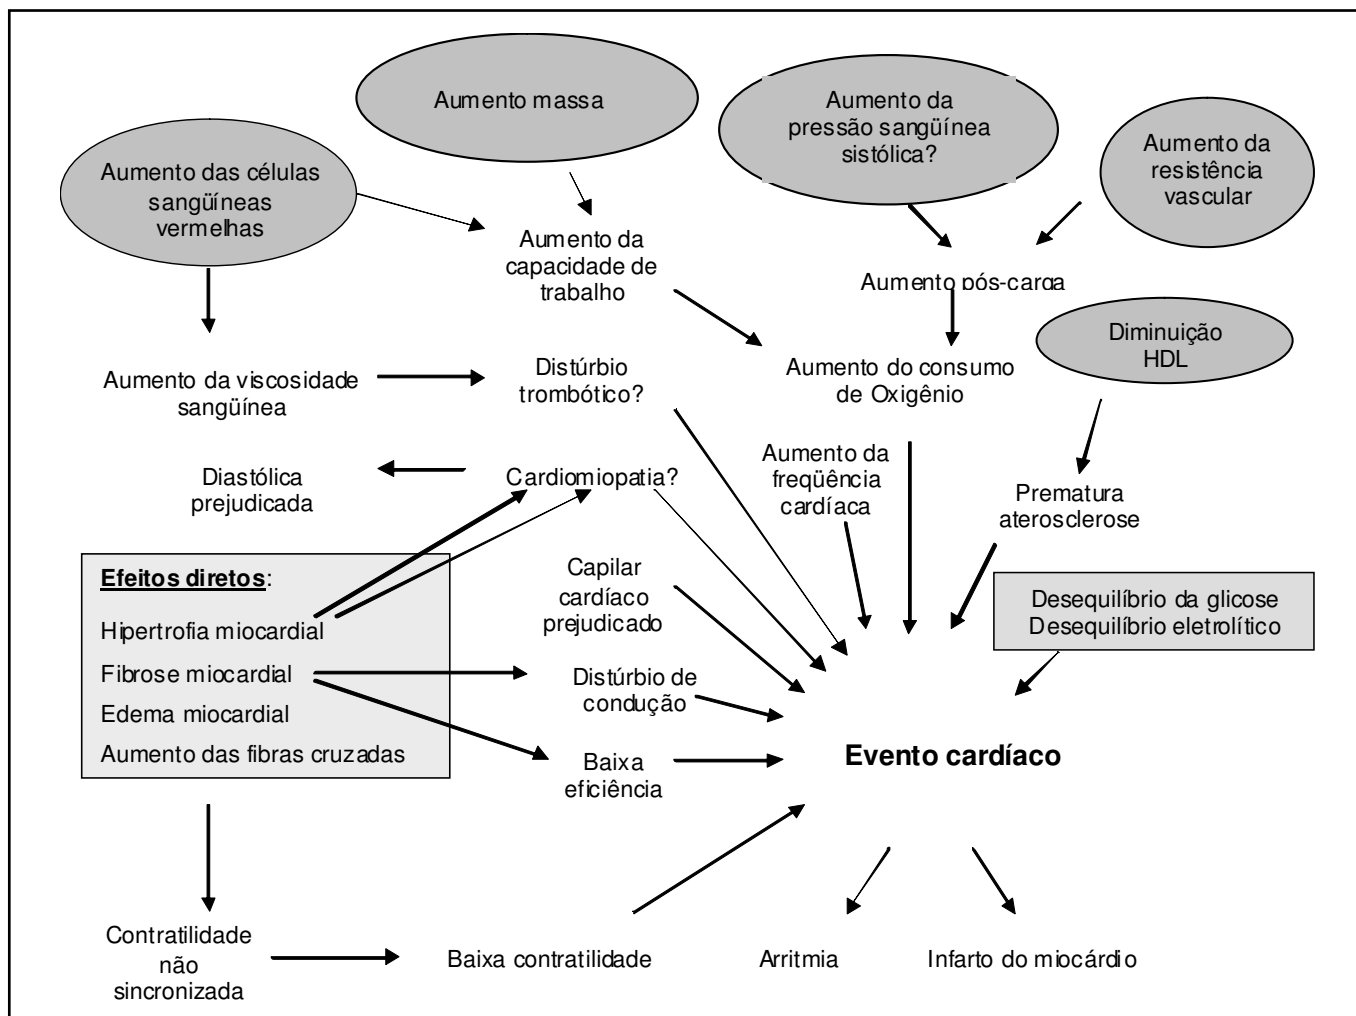 Aumento massa
Aumento da
pressão sangüínea
sistólica?
Aumento da
resistência
vascular
Aumento das células
sangüíneas
vermelhas
Aumento da
capacidade de
trabalho
Aumento pós-carga
Diminuição
HDL
Aumento da viscosidade
sangüínea
Distúrbio
trombótico?
Aumento do consumo
de Oxigênio
Diastólica
prejudicada
Cardiomiopatia?
Aumento da
freqüência
cardíaca
Prematura
aterosclerose
Efeitos diretos:
Hipertrofia miocardial
Fibrose miocardial
Edema miocardial
Aumento das fibras cruzadas
Capilar
cardíaco
prejudicado
Desequilíbrio da glicose
Desequilíbrio eletrolítico
Distúrbio de
condução
Baixa
eficiência
Evento cardíaco
Contratilidade
não
sincronizada
Baixa contratilidade
Arritmia
Infarto do miocárdio